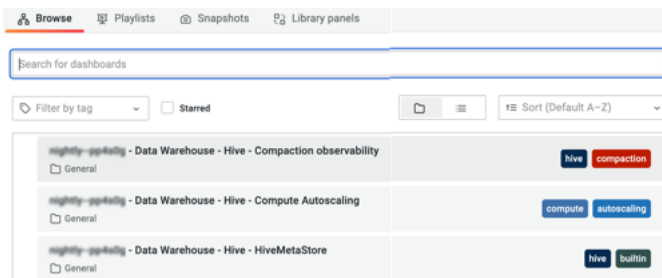 Browse Playlists Snapshots Library panels
Search for dashboards
Filter by tag Starred Sort (Default A–Z)
- Data Warehouse - Hive - Compaction observability
General
hive compaction
- Data Warehouse - Hive - Compute Autoscaling
General
compute autoscaling
- Data Warehouse - Hive - HiveMetaStore
General
hive builtin